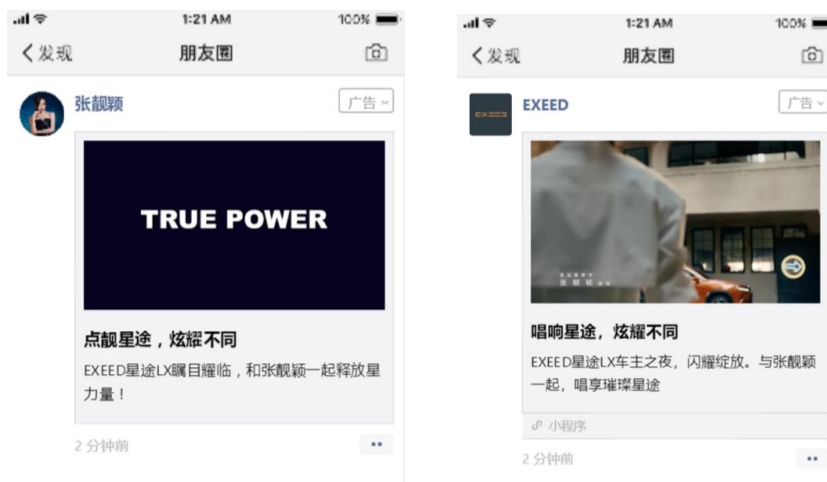 1:21 AM
100%
发现
朋友圈
张靓颖
广告
TRUE POWER
点靓星途，炫耀不同
EXEED星途LX瞩目耀临，和张靓颖一起释放星
力量！
2 分钟前
1:21 AM
100%
发现
朋友圈
EXEED
EXEED
广告
张靓颖
唱响星途，炫耀不同
EXEED星途LX车主之夜，闪耀绽放。与张靓颖
一起，唱享璀璨星途
小程序
2 分钟前